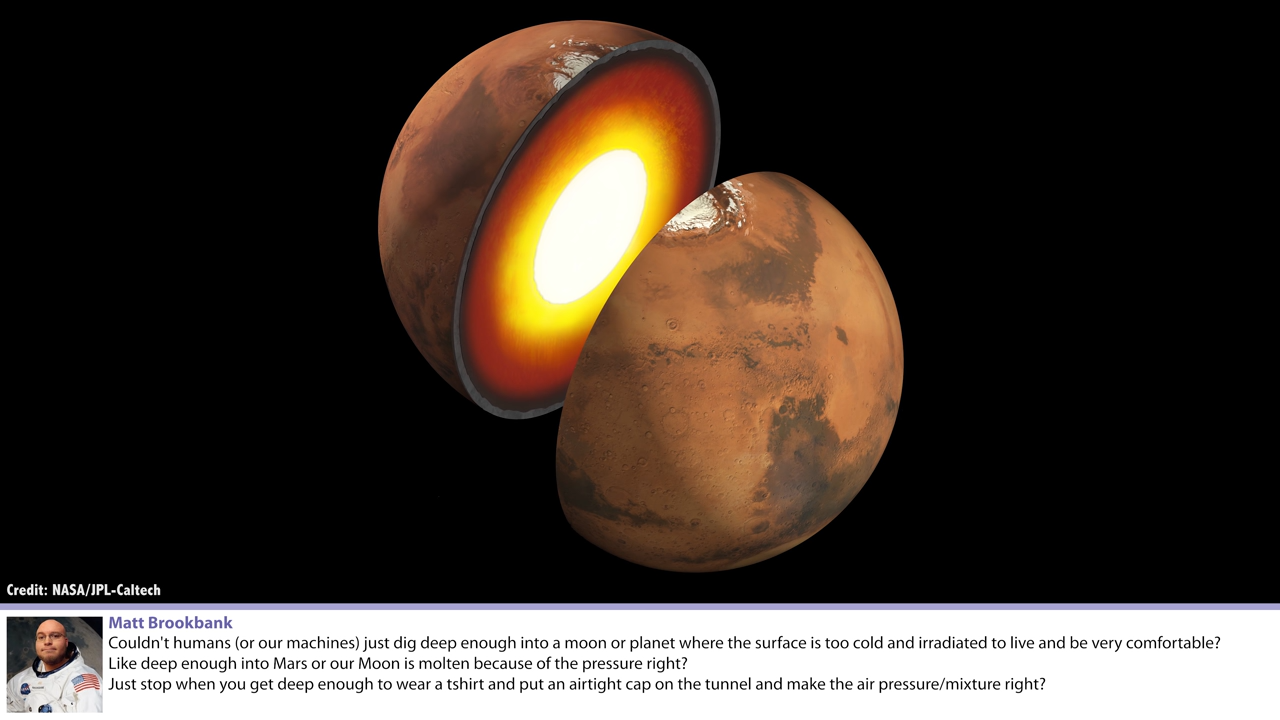 Credit: NASA/JPL-Caltech
Matt Brookbank
Couldn't humans (or our machines) just dig deep enough into a moon or planet where the surface is too cold and irradiated to live and be very comfortable?
Like deep enough into Mars or our Moon is molten because of the pressure right?
Just stop when you get deep enough to wear a tshirt and put an airtight cap on the tunnel and make the air pressure/mixture right?